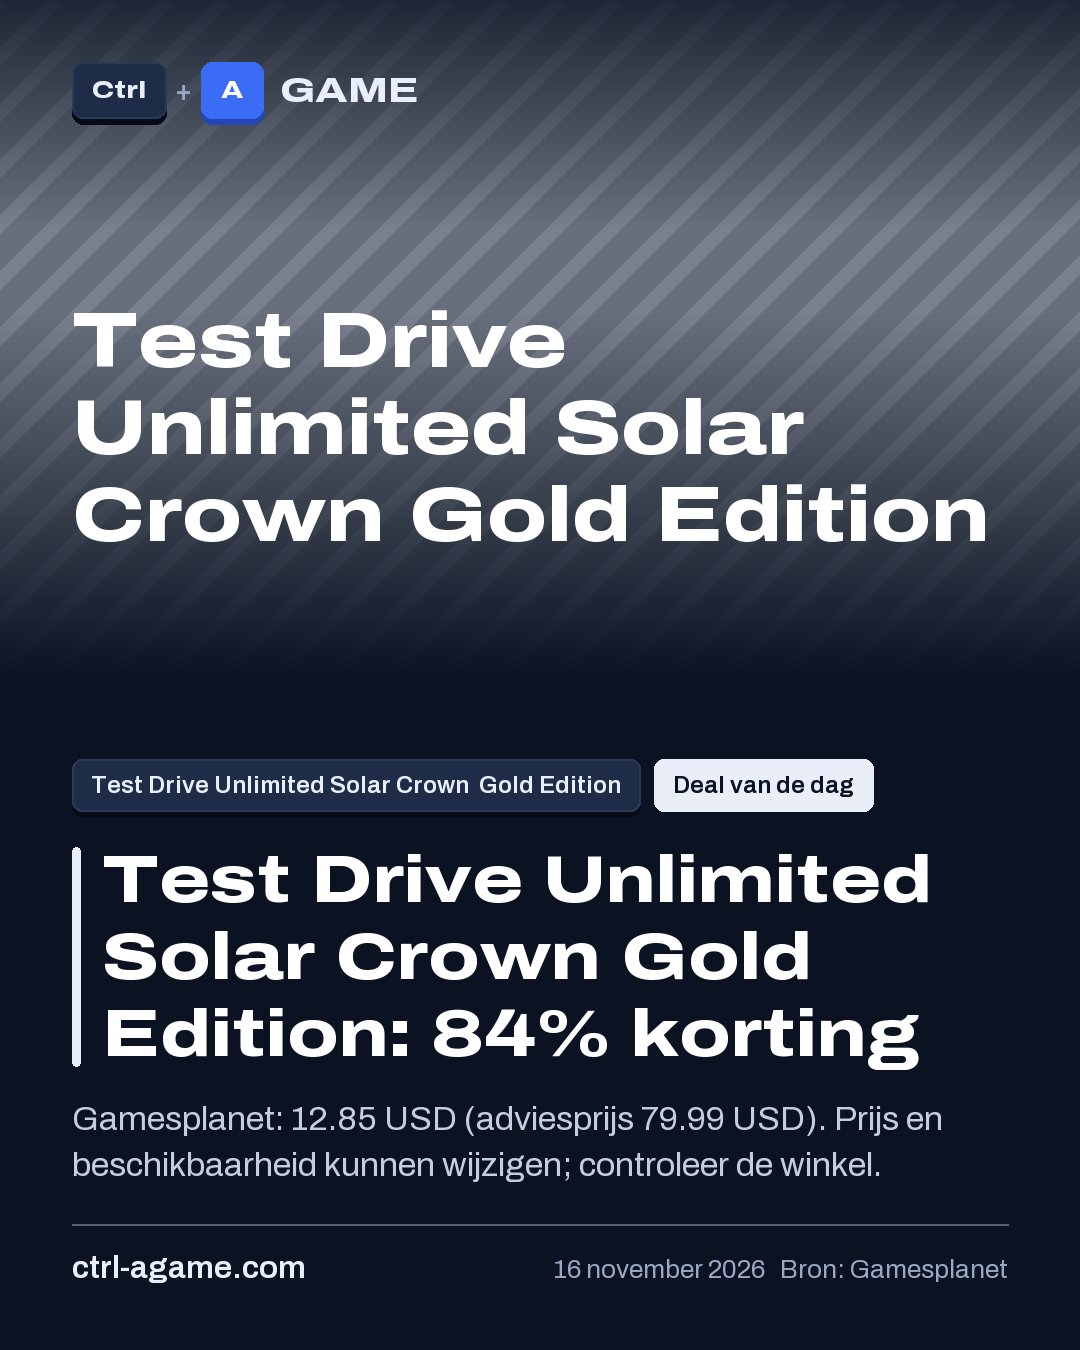 Ctrl + A GAME
Test Drive
Unlimited Solar
Crown Gold Edition
Test Drive Unlimited Solar Crown  Gold Edition
Deal van de dag
Test Drive Unlimited
Solar Crown Gold
Edition: 84% korting
Gamesplanet: 12.85 USD (adviesprijs 79.99 USD). Prijs en
beschikbaarheid kunnen wijzigen; controleer de winkel.
ctrl-agame.com
16 november 2026  Bron: Gamesplanet